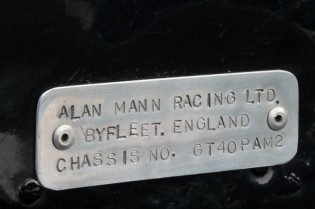 ALAN MANN RACING LTD.
BYFLEET. ENGLAND
CHASSIS NO. GT40PAM2